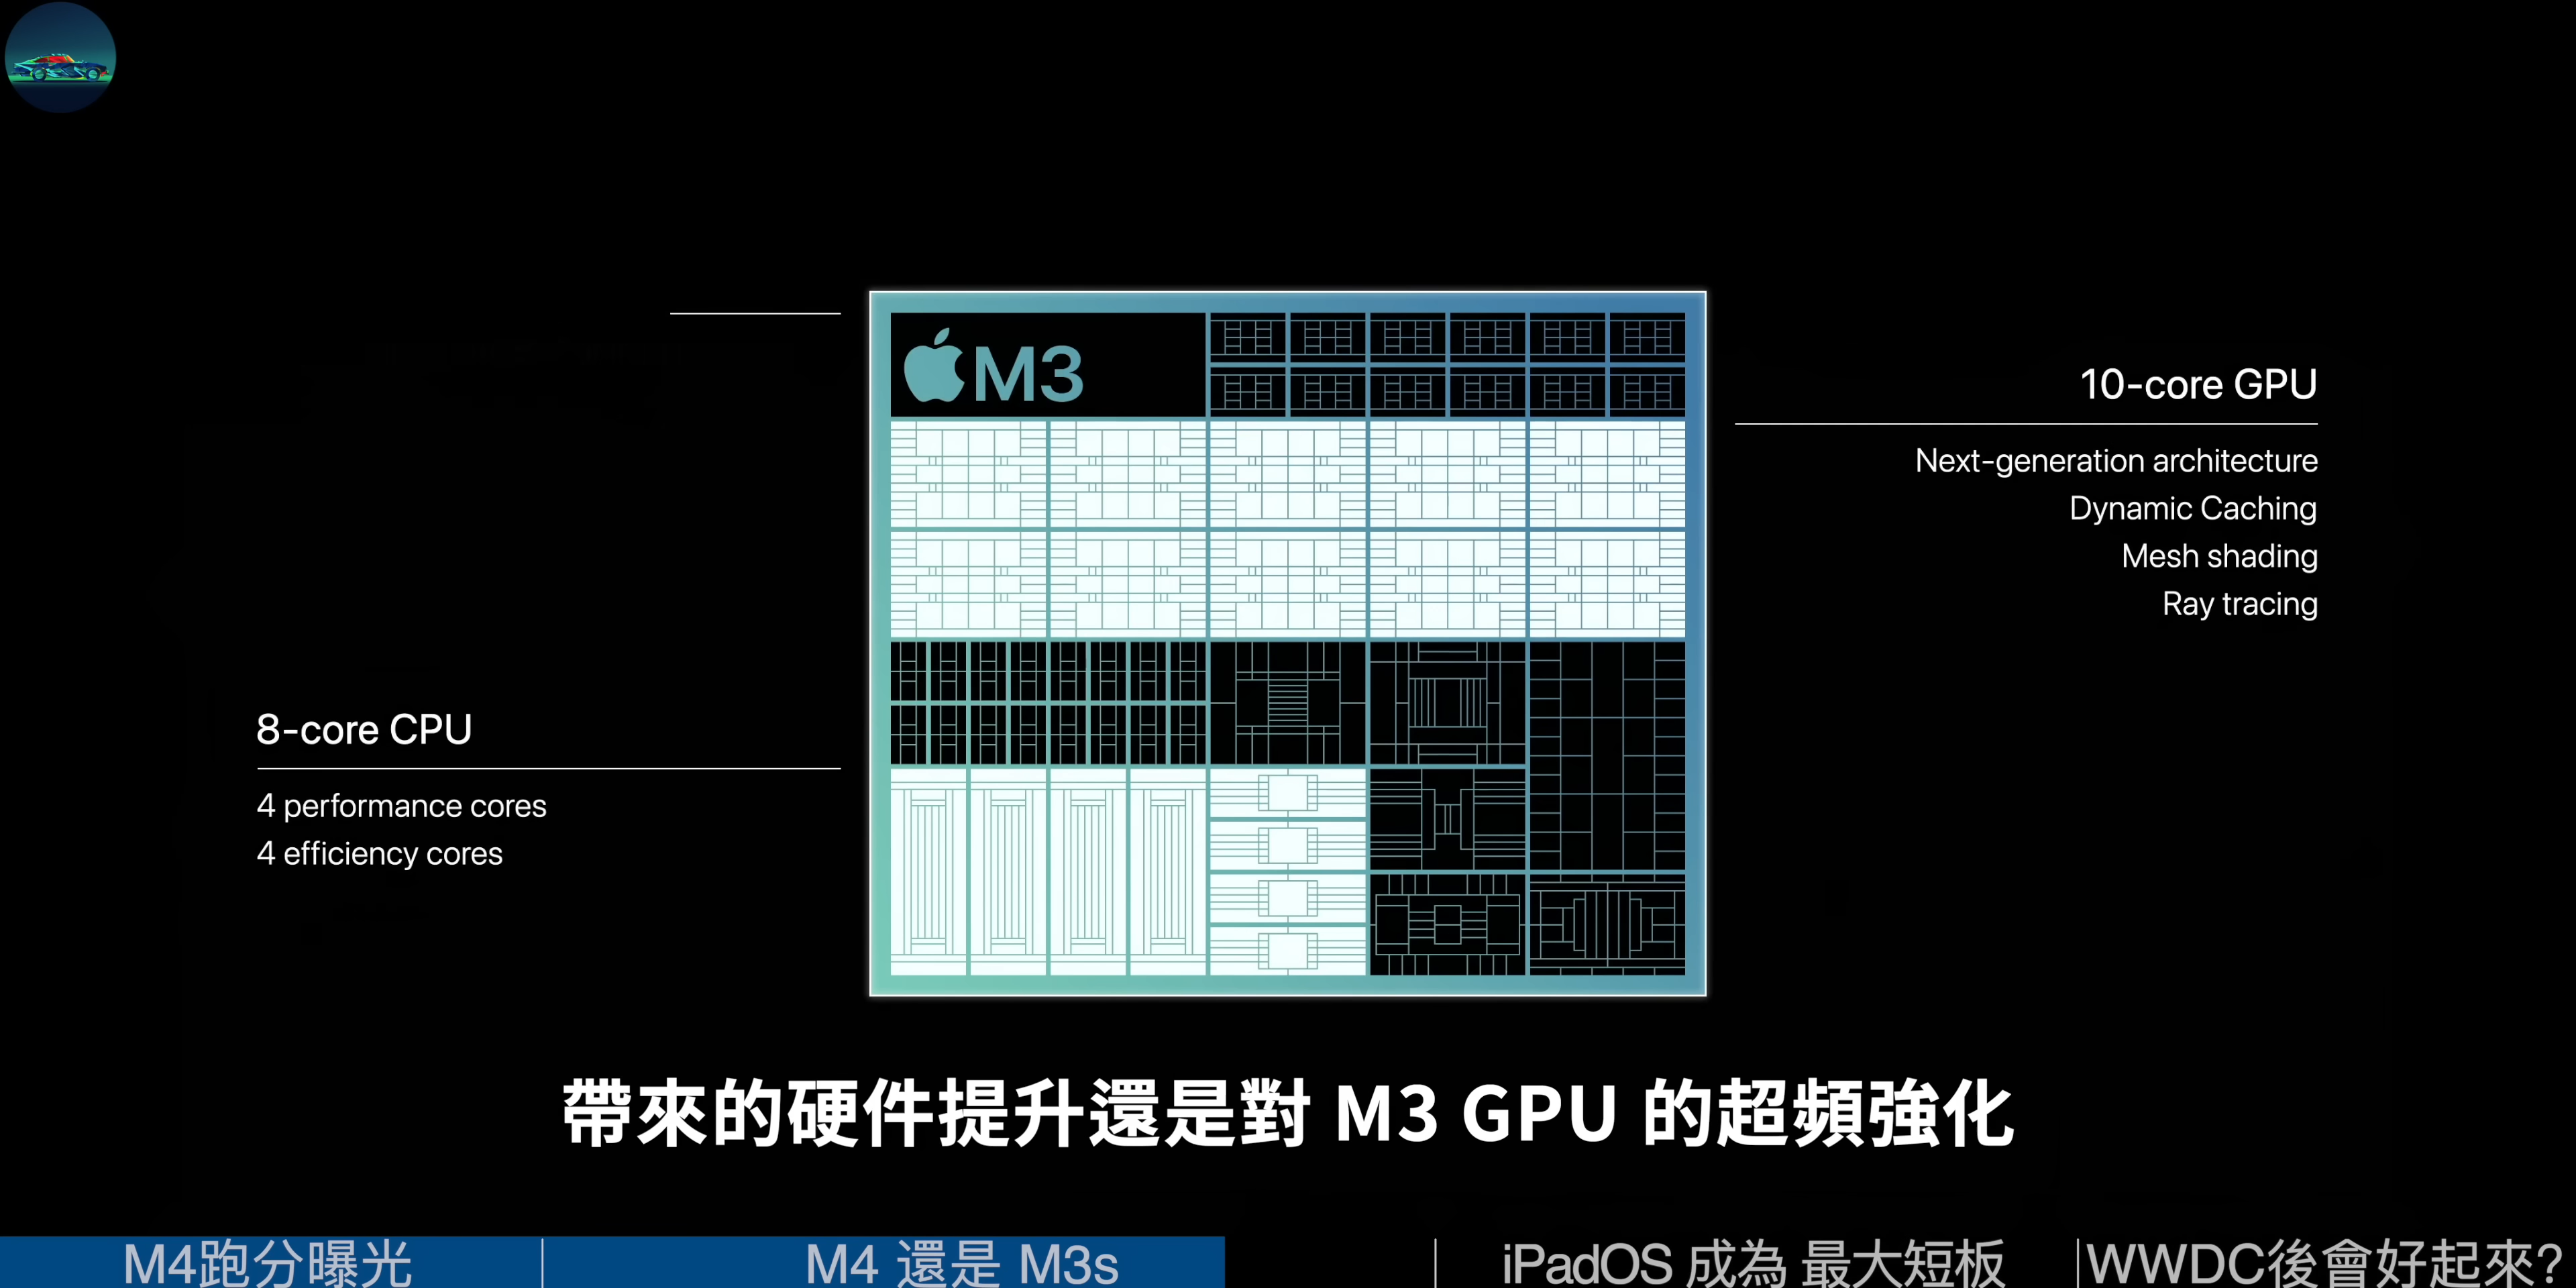 M3
10-core GPU
Next-generation architecture
Dynamic Caching
Mesh shading
Ray tracing
8-core CPU
4 performance cores
4 efficiency cores
帶來的硬件提升還是對 M3 GPU 的超頻強化
M4跑分曝光
M4 還是 M3s
iPadOS 成為 最大短板
WWDC後會好起來?